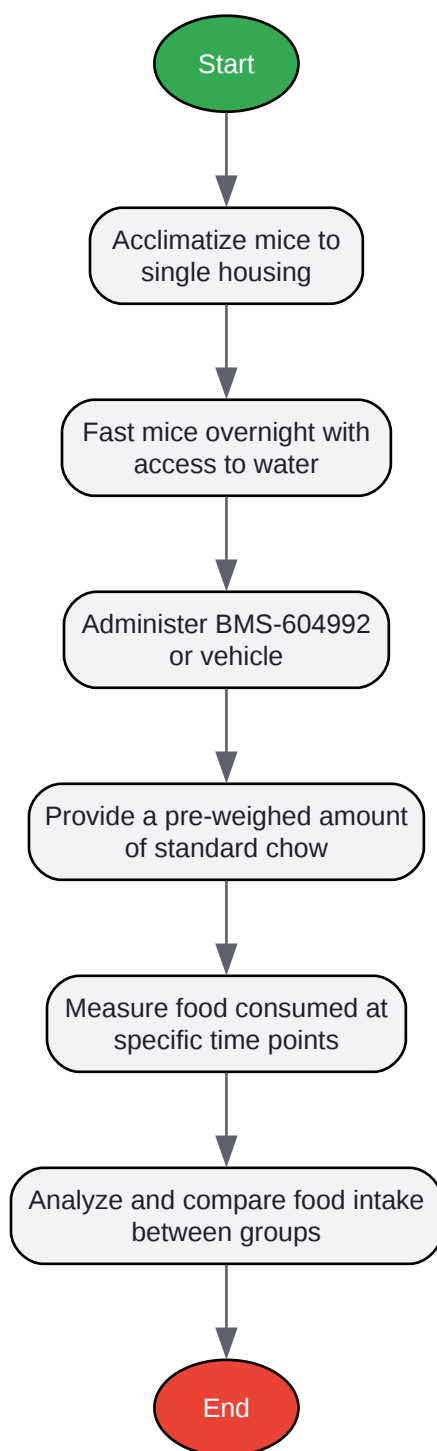 Start
Acclimatize mice to
single housing
Fast mice overnight with
access to water
Administer BMS-604992
or vehicle
Provide a pre-weighed amount
of standard chow
Measure food consumed at
specific time points
Analyze and compare food intake
between groups
End